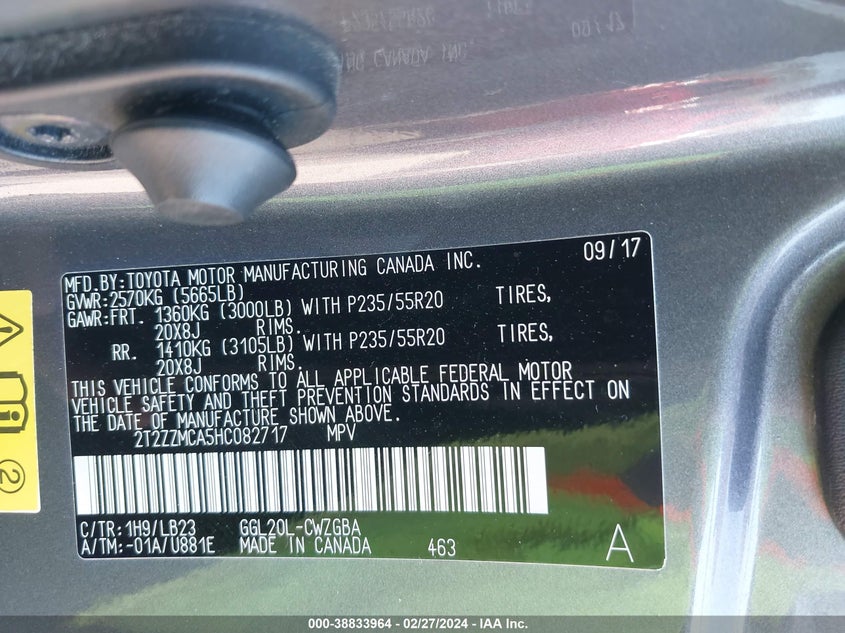 09/17
MFD.BY:TOYOTA MOTOR MANUFACTURING CANADA INC.
GVWR:2570KG (5665LB)
GAWR:FRT. 1360KG (3000LB) WITH P235/55R20 TIRES,
20X8J RIMS.
RR. 1410KG (3105LB) WITH P235/55R20 TIRES,
20X8J RIMS.
THIS VEHICLE CONFORMS TO ALL APPLICABLE FEDERAL MOTOR
VEHICLE SAFETY AND THEFT PREVENTION STANDARDS IN EFFECT ON
THE DATE OF MANUFACTURE SHOWN ABOVE.
2T2ZZMCA5HC082717 MPV
C/TR:1H9/LB23 GGL20L-CWZGBA
A/TM:-01A/U881E MADE IN CANADA 463 A
2
000-38833964 - 02/27/2024 - IAA Inc.